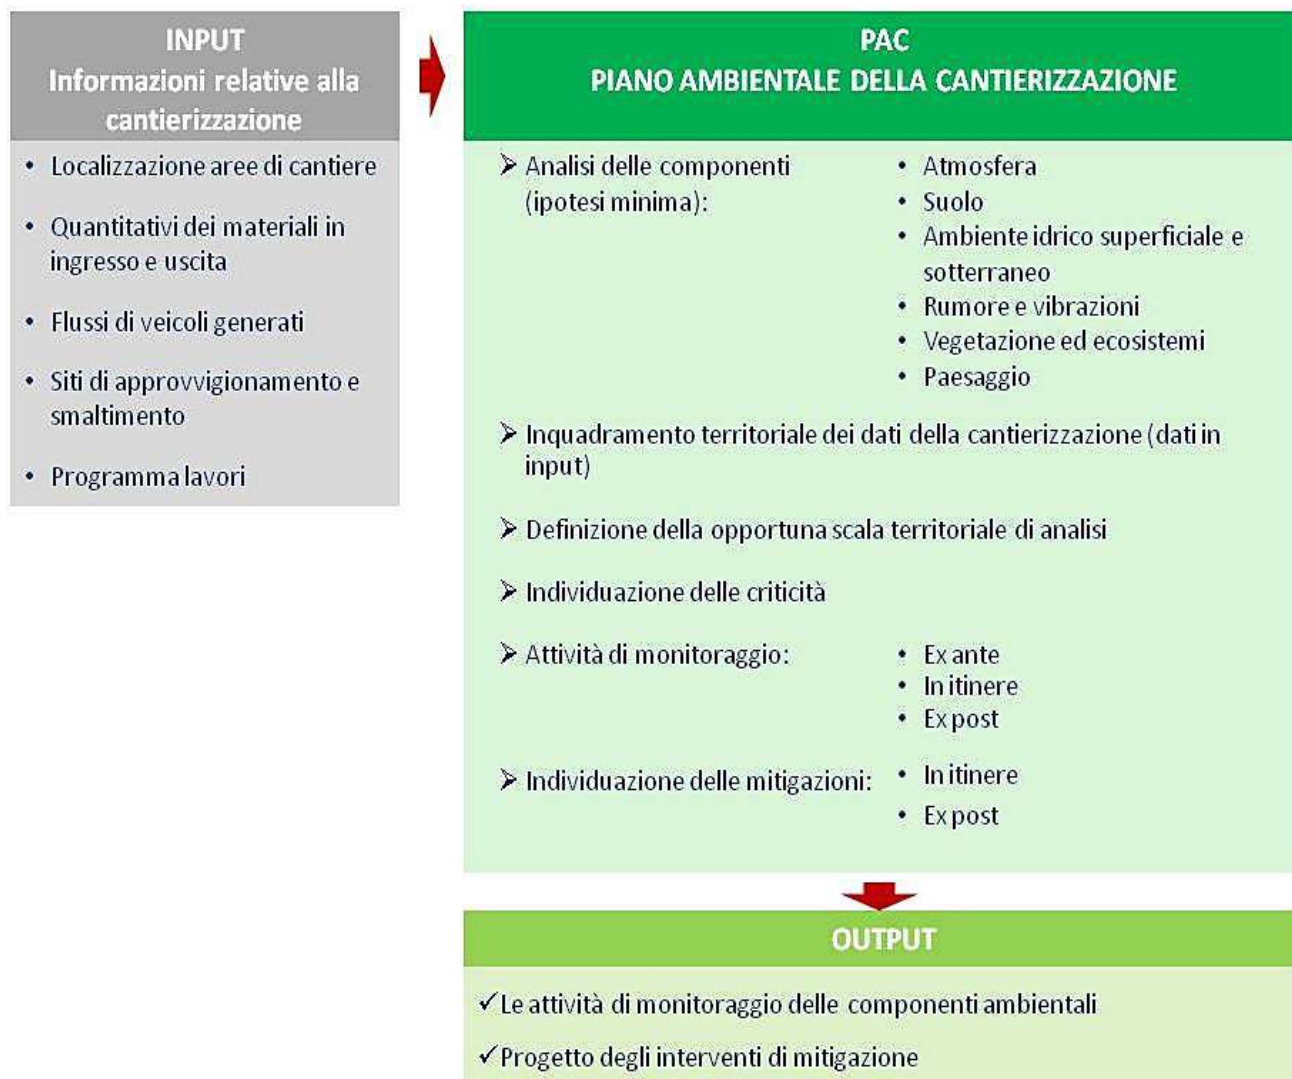 INPUT
Informazioni relative alla
cantierizzazione
• Localizzazione aree di cantiere
• Quantitativi dei materiali in
ingresso e uscita
• Flussi di veicoli generati
• Siti di approvvigionamento e
smaltimento
• Programma lavori
PAC
PIANO AMBIENTALE DELLA CANTIERIZZAZIONE
➢ Analisi delle componenti
(ipotesi minima):
• Atmosfera
• Suolo
• Ambiente idrico superficiale e
sotterraneo
• Rumore e vibrazioni
• Vegetazione ed ecosistemi
• Paesaggio
➢ Inquadramento territoriale dei dati della cantierizzazione (dati in
input)
➢ Definizione della opportuna scala territoriale di analisi
➢ Individuazione delle criticità
➢ Attività di monitoraggio:
• Ex ante
• In itinere
• Ex post
➢ Individuazione delle mitigazioni:
• In itinere
• Ex post
OUTPUT
✓ Le attività di monitoraggio delle componenti ambientali
✓ Progetto degli interventi di mitigazione